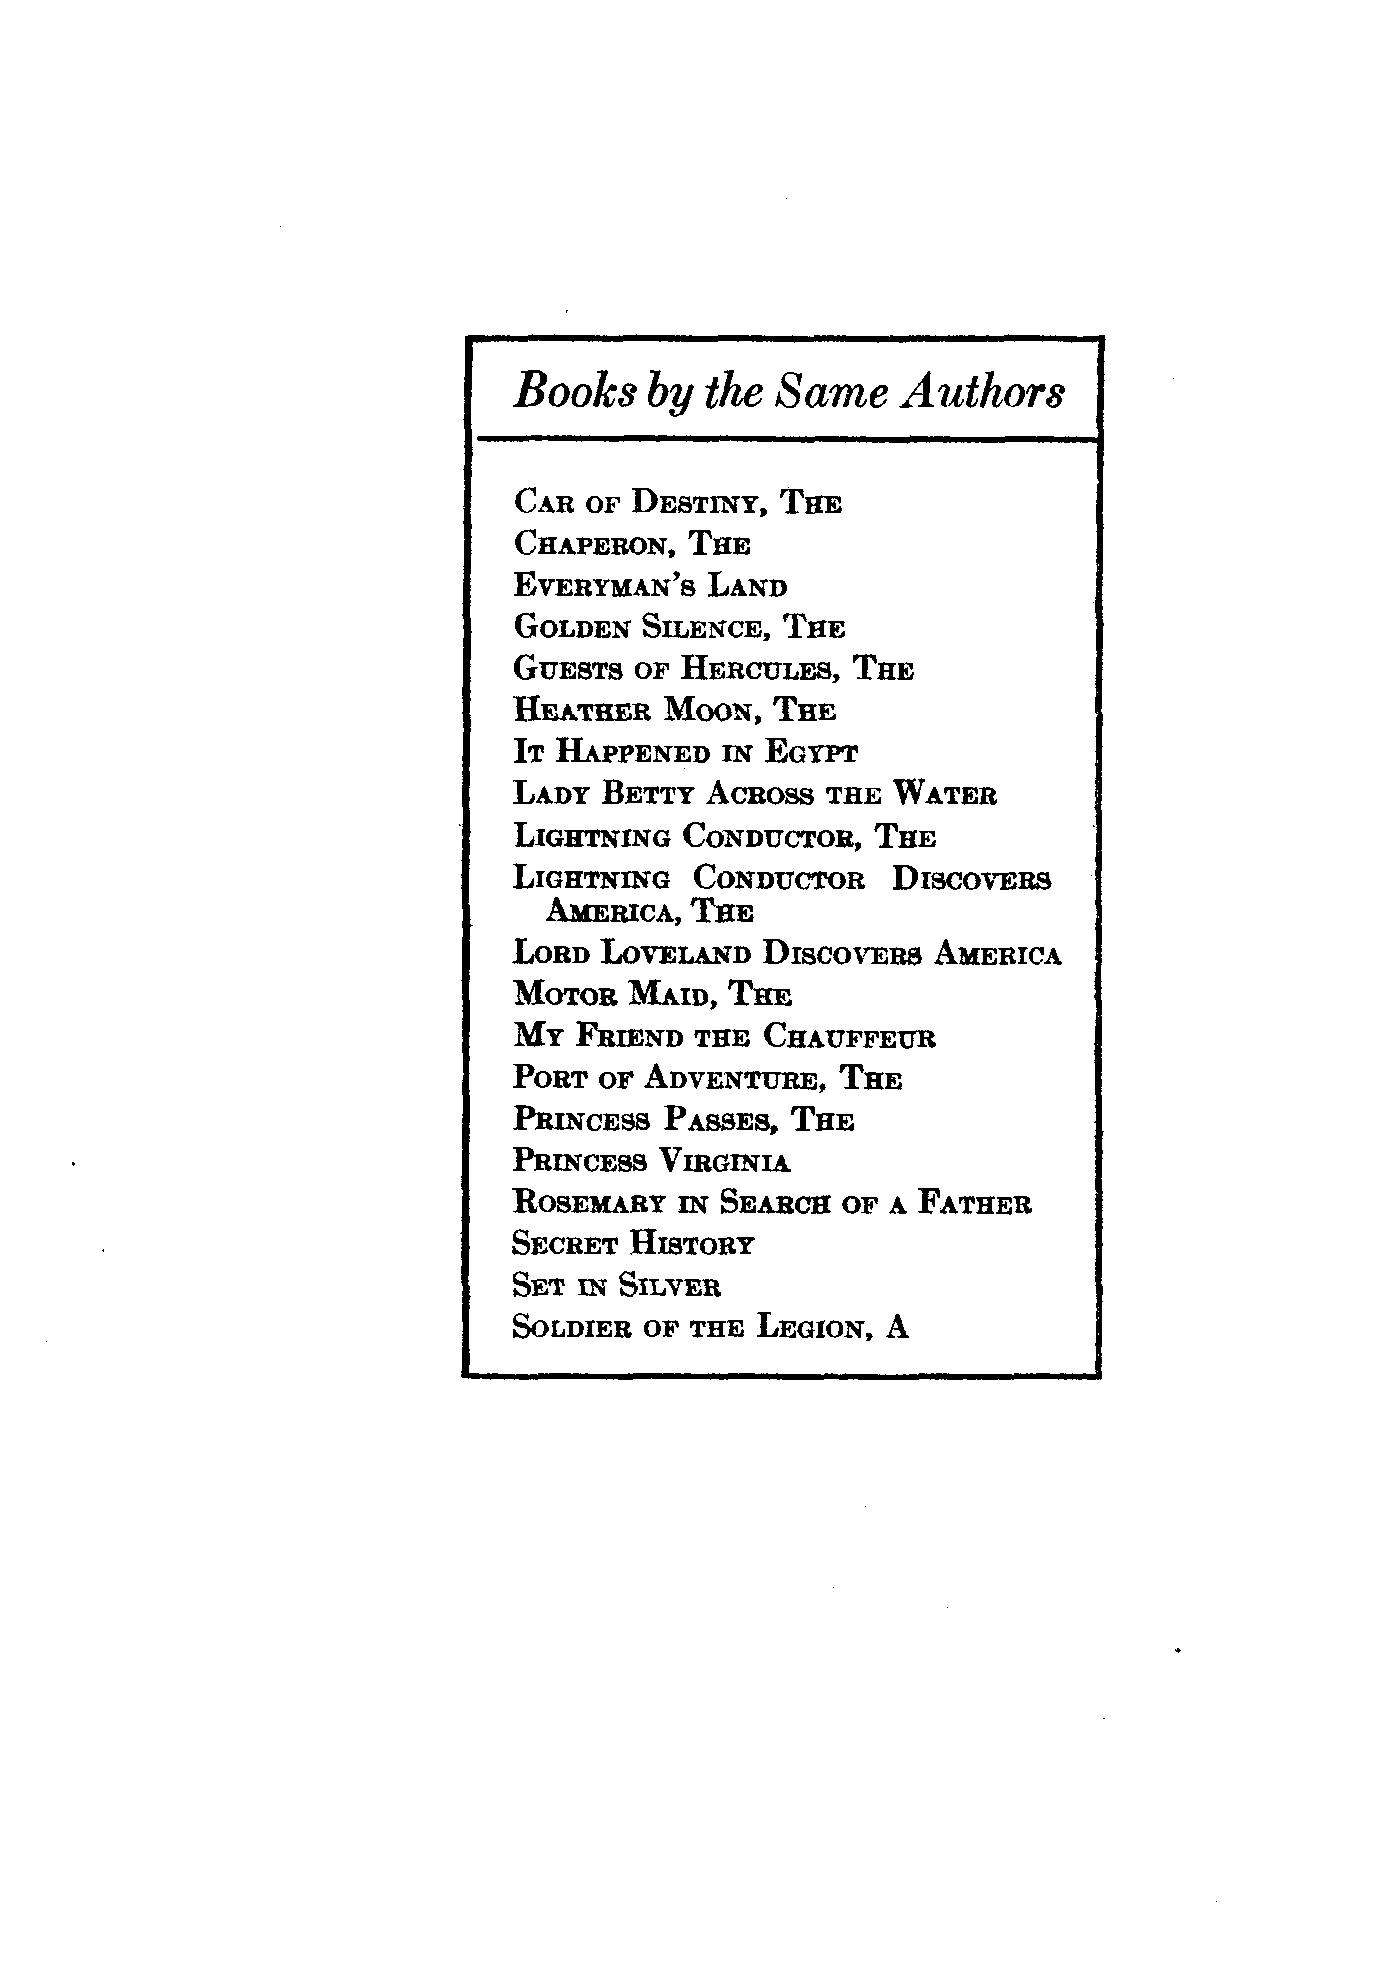 Books by the Same Authors
Car of Destiny, The
Chaperon, The
Everyman's Land
Golden Silence, The
Guests of Hercules, The
Heather Moon, The
It Happened in Egypt
Lady Betty Across the Water
Lightning Conductor, The
Lightning Conductor Discovers
America, The
Lord Loveland Discovers America
Motor Maid, The
My Friend the Chauffeur
Port of Adventure, The
Princess Passes, The
Princess Virginia
Rosemary in Search of a Father
Secret History
Set in Silver
Soldier of the Legion, A